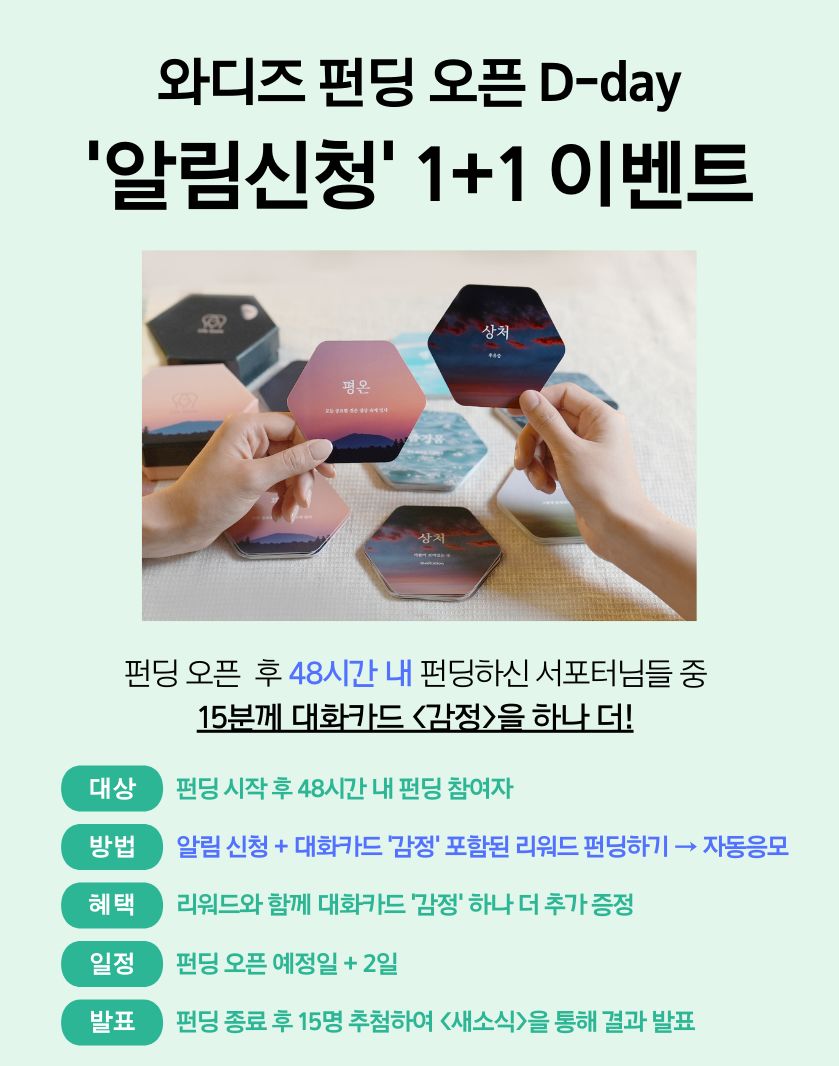 와디즈 펀딩 오픈 D-day
'알림신청' 1+1 이벤트
상처
평온
상처
펀딩 오픈 후 48시간 내 펀딩하신 서포터님들 중
15분께 대화카드 <감정>을 하나 더!
대상 펀딩 시작 후 48시간 내 펀딩 참여자
방법 알림 신청 + 대화카드 '감정' 포함된 리워드 펀딩하기 → 자동응모
혜택 리워드와 함께 대화카드 '감정' 하나 더 추가 증정
일정 펀딩 오픈 예정일 + 2일
발표 펀딩 종료 후 15명 추첨하여 <새소식>을 통해 결과 발표